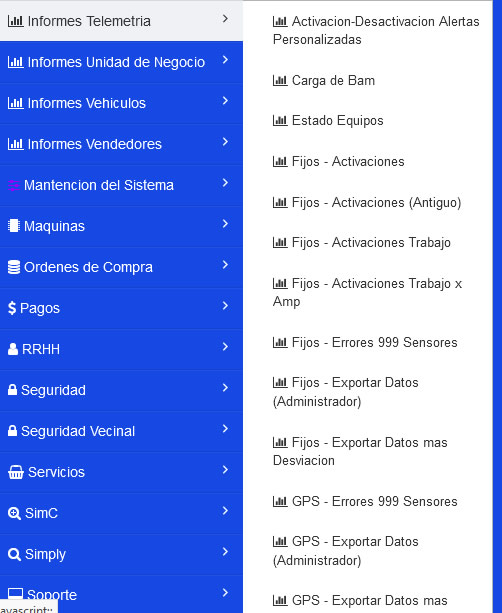 Informes Telemetria
Informes Unidad de Negocio
Informes Vehiculos
Informes Vendedores
Mantencion del Sistema
Maquinas
Ordenes de Compra
Pagos
RRHH
Seguridad
Seguridad Vecinal
Servicios
SimC
Simply
Soporte
avascript:;
Activacion-Desactivacion Alertas
Personalizadas
Carga de Bam
Estado Equipos
Fijos - Activaciones
Fijos - Activaciones (Antiguo)
Fijos - Activaciones Trabajo
Fijos - Activaciones Trabajo x
Amp
Fijos - Errores 999 Sensores
Fijos - Exportar Datos
(Administrador)
Fijos - Exportar Datos mas
Desviacion
GPS - Errores 999 Sensores
GPS - Exportar Datos
(Administrador)
GPS - Exportar Datos mas